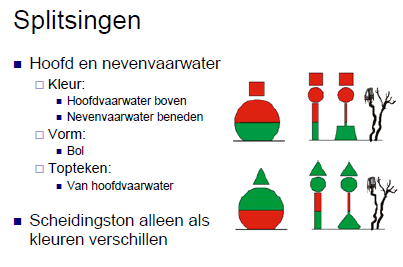 Splitsingen
Hoofd en nevenvaarwater
Kleur:
Hoofdvaarwater boven
Nevenvaarwater beneden
Vorm:
Bol
Topteken:
Van hoofdvaarwater
Scheidingston alleen als
kleuren verschillen